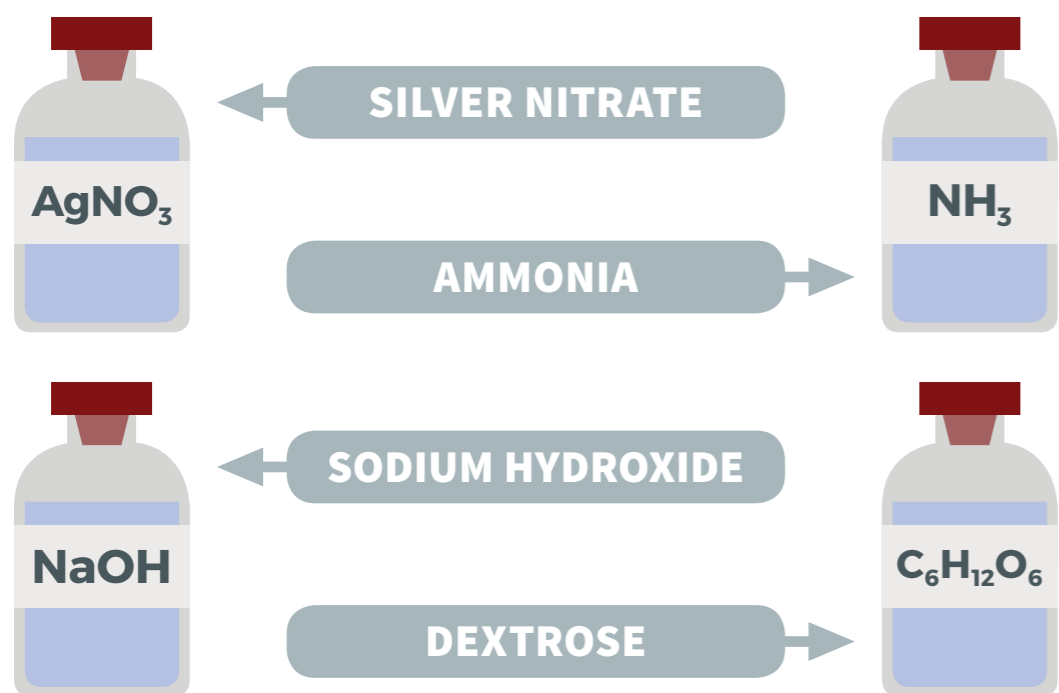 SILVER NITRATE
AgNO₃
NH₃
AMMONIA
SODIUM HYDROXIDE
NaOH
C₆H₁₂O₆
DEXTROSE